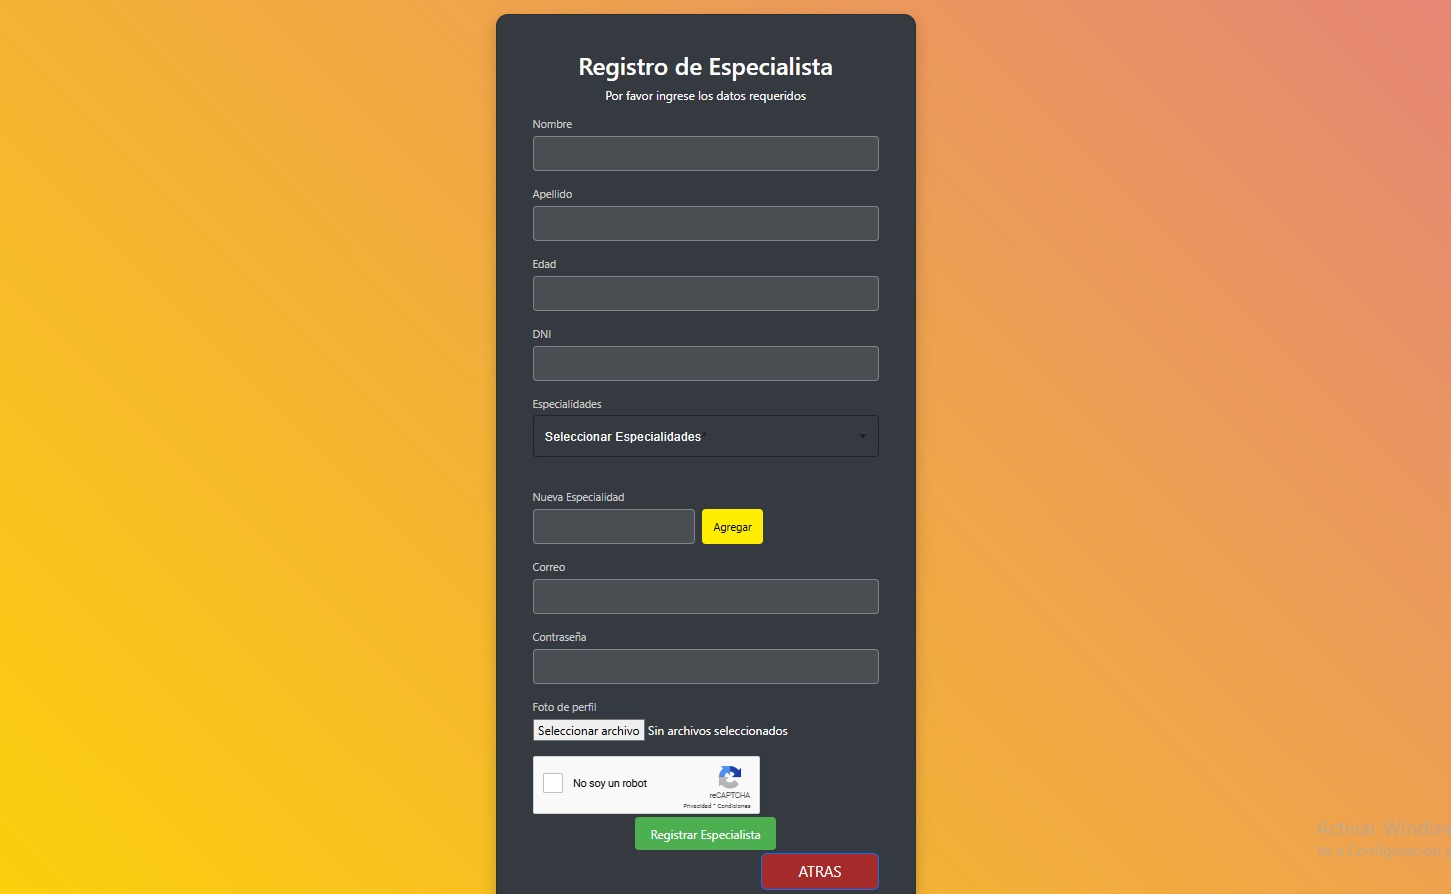 Registro de Especialista
Por favor ingrese los datos requeridos
Nombre
Apellido
Edad
DNI
Especialidades
Seleccionar Especialidades*
Nueva Especialidad
Agregar
Correo
Contraseña
Foto de perfil
Seleccionar archivo Sin archivos seleccionados
No soy un robot
reCAPTCHA
Privacidad • Condiciones
Registrar Especialista
ATRAS
Activar Window
Ve a Configuración p